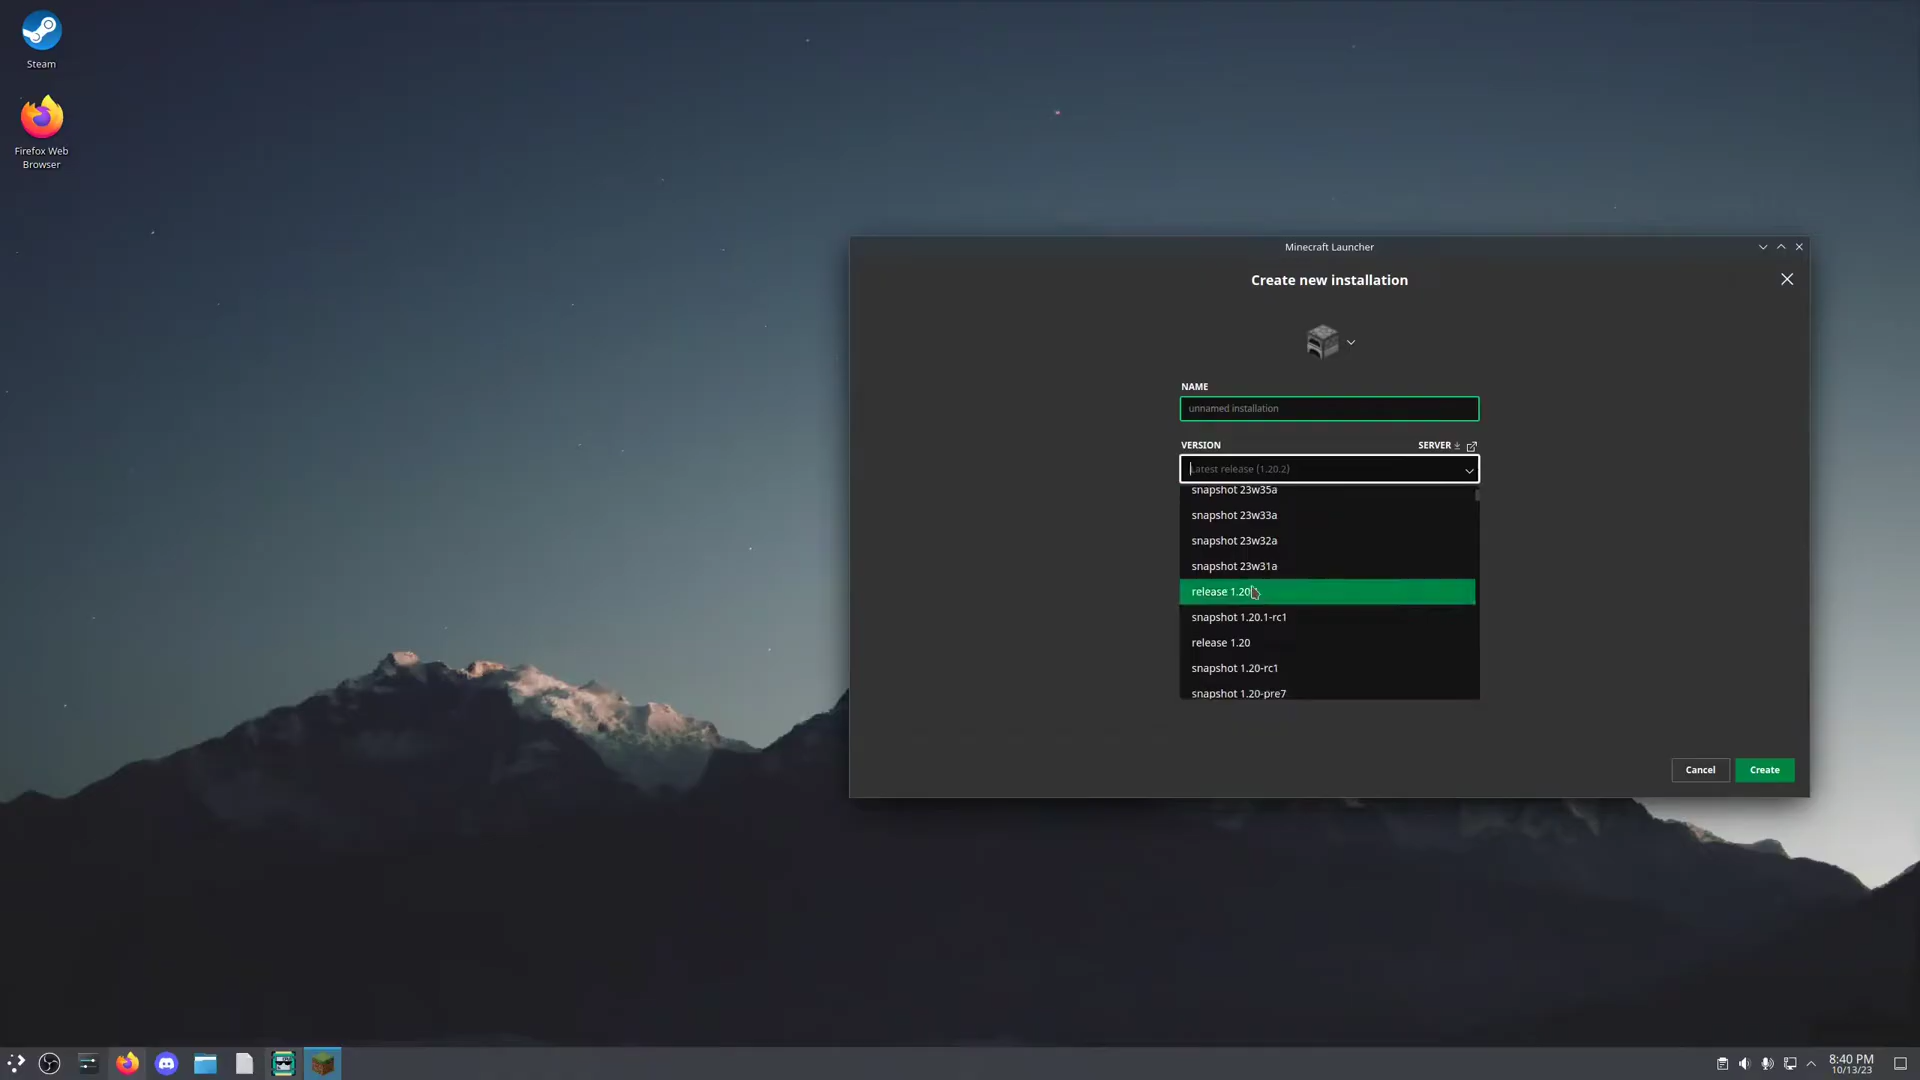 Steam
Firefox Web
Browser
Minecraft Launcher
Create new installation
NAME
unnamed installation
VERSION
SERVER
Latest release (1.20.2)
snapshot 23w35a
snapshot 23w33a
snapshot 23w32a
snapshot 23w31a
release 1.20
snapshot 1.20.1-rc1
release 1.20
snapshot 1.20-rc1
snapshot 1.20-pre7
Cancel
Create
8:40 PM
10/13/23